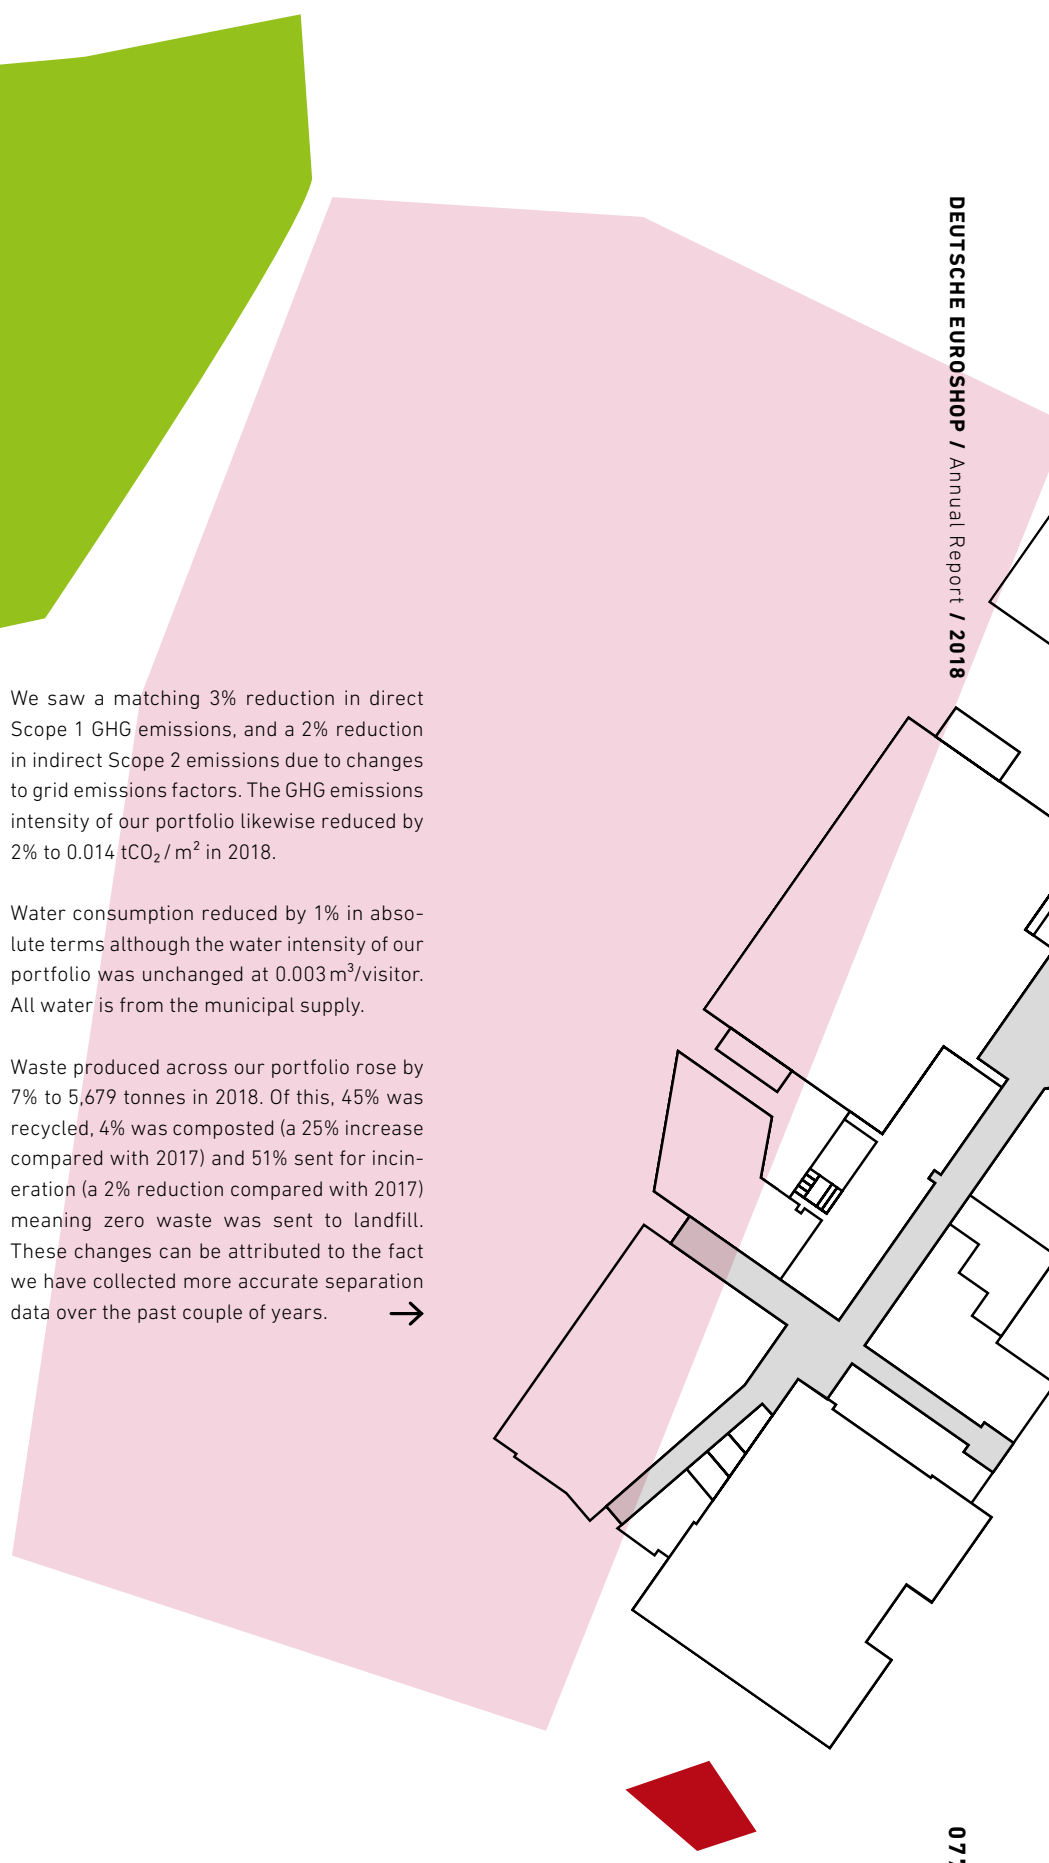 DEUTSCHE EUROSHOP / Annual Report / 2018
We saw a matching 3% reduction in direct
Scope 1 GHG emissions, and a 2% reduction
in indirect Scope 2 emissions due to changes
to grid emissions factors. The GHG emissions
intensity of our portfolio likewise reduced by
2% to 0.014 tCO₂ / m² in 2018.
Water consumption reduced by 1% in abso-
lute terms although the water intensity of our
portfolio was unchanged at 0.003 m³/visitor.
All water is from the municipal supply.
Waste produced across our portfolio rose by
7% to 5,679 tonnes in 2018. Of this, 45% was
recycled, 4% was composted (a 25% increase
compared with 2017) and 51% sent for incin-
eration (a 2% reduction compared with 2017)
meaning zero waste was sent to landfill.
These changes can be attributed to the fact
we have collected more accurate separation
data over the past couple of years. →